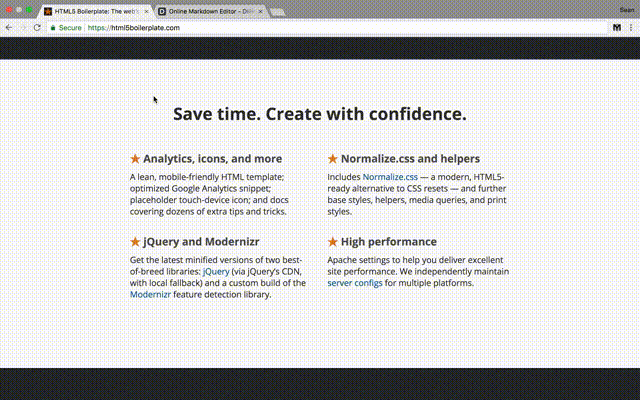 HTML5 Boilerplate: The web's
Online Markdown Editor - Dilli
Sean
Secure
https://html5boilerplate.com
Save time. Create with confidence.
★ Analytics, icons, and more
A lean, mobile-friendly HTML template;
optimized Google Analytics snippet;
placeholder touch-device icon; and docs
covering dozens of extra tips and tricks.
★ Normalize.css and helpers
Includes Normalize.css — a modern, HTML5-
ready alternative to CSS resets — and further
base styles, helpers, media queries, and print
styles.
★ jQuery and Modernizr
Get the latest minified versions of two best-
of-breed libraries: jQuery (via jQuery's CDN,
with local fallback) and a custom build of the
Modernizr feature detection library.
★ High performance
Apache settings to help you deliver excellent
site performance. We independently maintain
server configs for multiple platforms.